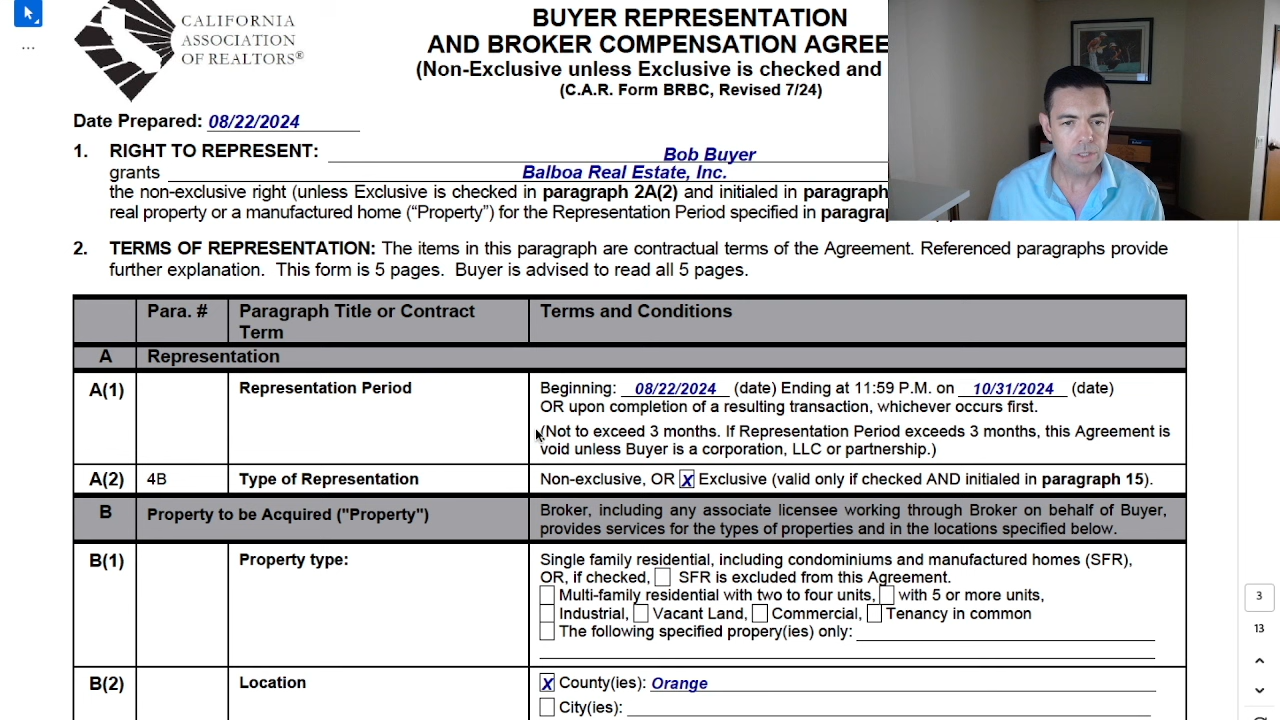 CALIFORNIA
ASSOCIATION
OF REALTORS®
BUYER REPRESENTATION
AND BROKER COMPENSATION AGREE
(Non-Exclusive unless Exclusive is checked and
(C.A.R. Form BRBC, Revised 7/24)
Date Prepared: 08/22/2024
1. RIGHT TO REPRESENT: Bob Buyer
grants Balboa Real Estate, Inc.
the non-exclusive right (unless Exclusive is checked in paragraph 2A(2) and initialed in paragraph
real property or a manufactured home (“Property”) for the Representation Period specified in paragra
2. TERMS OF REPRESENTATION: The items in this paragraph are contractual terms of the Agreement. Referenced paragraphs provide
further explanation. This form is 5 pages. Buyer is advised to read all 5 pages.
Para. # Paragraph Title or Contract Term Terms and Conditions
A Representation
A(1) Representation Period Beginning: 08/22/2024 (date) Ending at 11:59 P.M. on 10/31/2024 (date)
OR upon completion of a resulting transaction, whichever occurs first.
(Not to exceed 3 months. If Representation Period exceeds 3 months, this Agreement is
void unless Buyer is a corporation, LLC or partnership.)
A(2) 4B Type of Representation Non-exclusive, OR X Exclusive (valid only if checked AND initialed in paragraph 15).
B Property to be Acquired ("Property") Broker, including any associate licensee working through Broker on behalf of Buyer,
provides services for the types of properties and in the locations specified below.
B(1) Property type: Single family residential, including condominiums and manufactured homes (SFR),
OR, if checked, SFR is excluded from this Agreement.
Multi-family residential with two to four units, with 5 or more units,
Industrial, Vacant Land, Commercial, Tenancy in common
The following specified propery(ies) only:
B(2) Location X County(ies): Orange
City(ies):
3
13